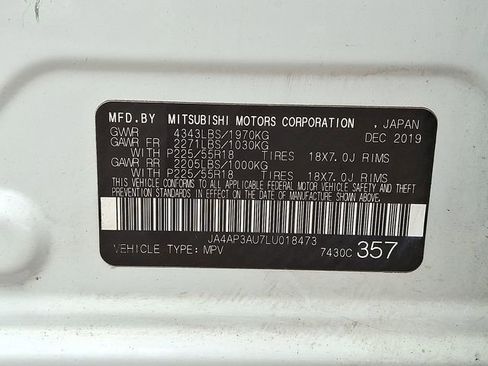 MFD.BY MITSUBISHI MOTORS CORPORATION . JAPAN
GVWR 4343LBS/1970KG DEC 2019
GAWR FR 2271LBS/1030KG
WITH P225/55R18 TIRES 18X7.0J RIMS
GAWR RR 2205LBS/1000KG
WITH P225/55R18 TIRES 18X7.0J RIMS
THIS VEHICLE CONFORMS TO ALL APPLICABLE FEDERAL MOTOR VEHICLE SAFETY AND THEFT PREVENTION
STANDARDS IN EFFECT ON THE DATE OF MANUFACTURE SHOWN ABOVE.
JA4AP3AU7LU018473
VEHICLE TYPE: MPV 7430C 357